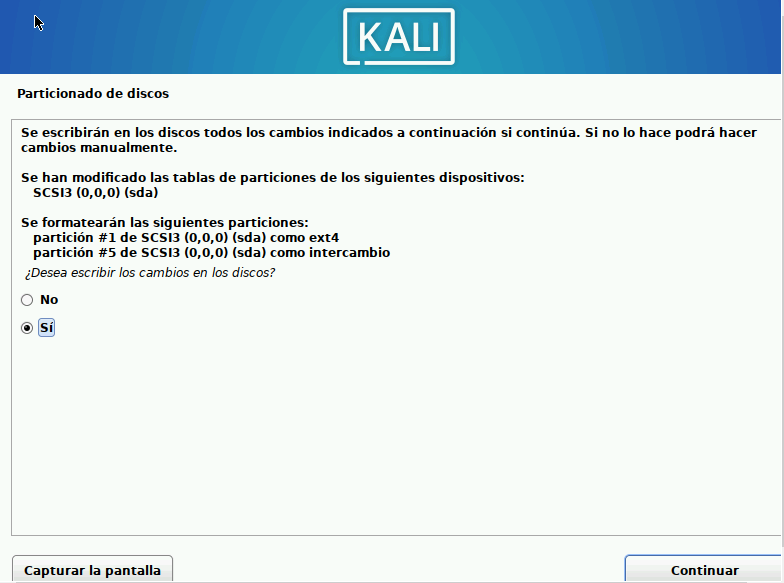 KALI
Particionado de discos
Se escribirán en los discos todos los cambios indicados a continuación si continúa. Si no lo hace podrá hacer
cambios manualmente.
Se han modificado las tablas de particiones de los siguientes dispositivos:
SCSI3 (0,0,0) (sda)
Se formatearán las siguientes particiones:
partición #1 de SCSI3 (0,0,0) (sda) como ext4
partición #5 de SCSI3 (0,0,0) (sda) como intercambio
¿Desea escribir los cambios en los discos?
No
Sí
Capturar la pantalla
Continuar